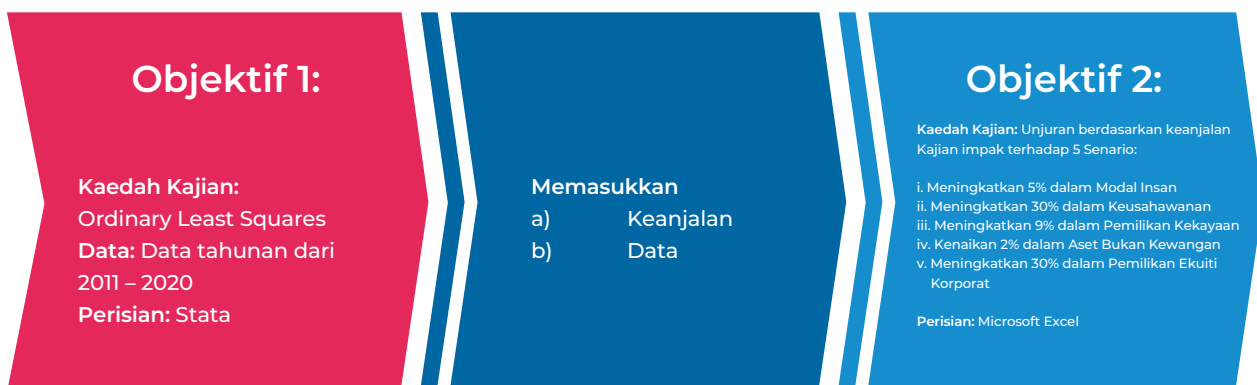 Objektif 1:
Kaedah Kajian:
Ordinary Least Squares
Data: Data tahunan dari
2011 – 2020
Perisian: Stata
Memasukkan
a) Keanjalan
b) Data
Objektif 2:
Kaedah Kajian: Unjuran berdasarkan keanjalan
Kajian impak terhadap 5 Senario:
i. Meningkatkan 5% dalam Modal Insan
ii. Meningkatkan 30% dalam Keusahawanan
iii. Meningkatkan 9% dalam Pemilikan Kekayaan
iv. Kenaikan 2% dalam Aset Bukan Kewangan
v. Meningkatkan 30% dalam Pemilikan Ekuiti
Korporat
Perisian: Microsoft Excel